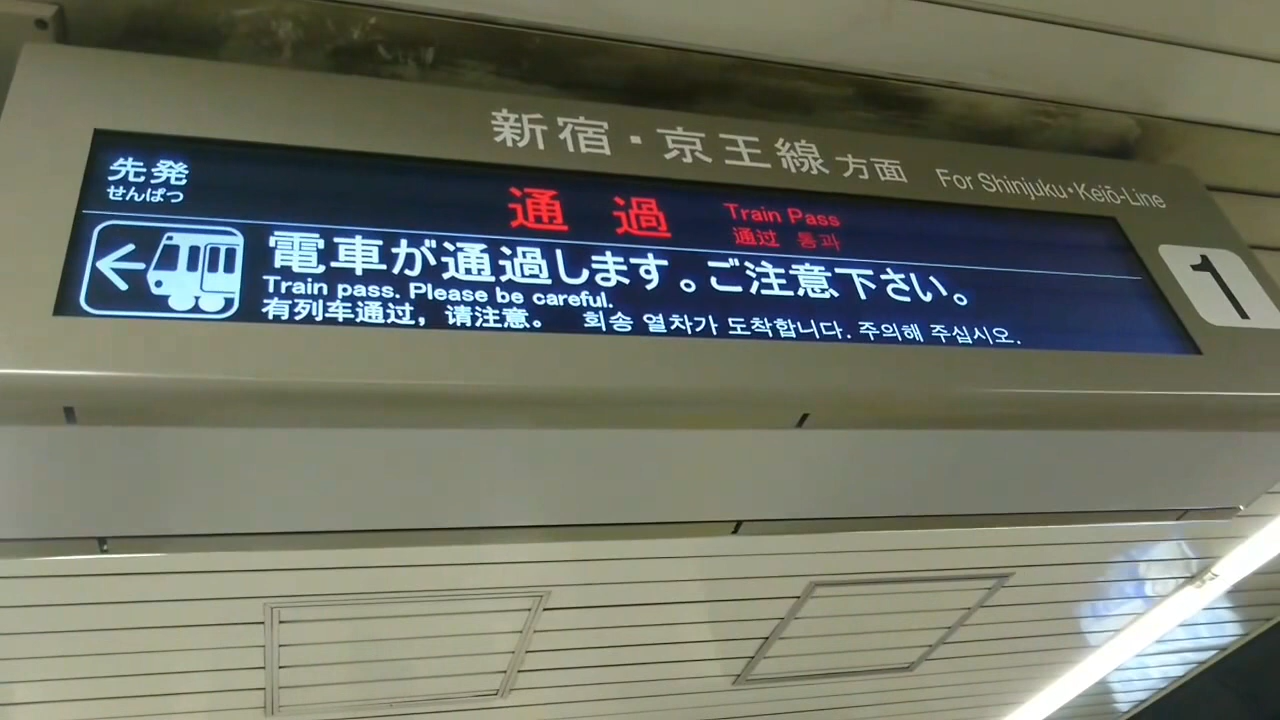 新宿・京王線方面 For Shinjuku・Keiō-Line
1
先発
せんぱつ
通過 Train Pass
通过 통과
電車が通過します。ご注意下さい。
Train pass. Please be careful.
有列车通过，请注意。 회송 열차가 도착합니다. 주의해 주십시오.